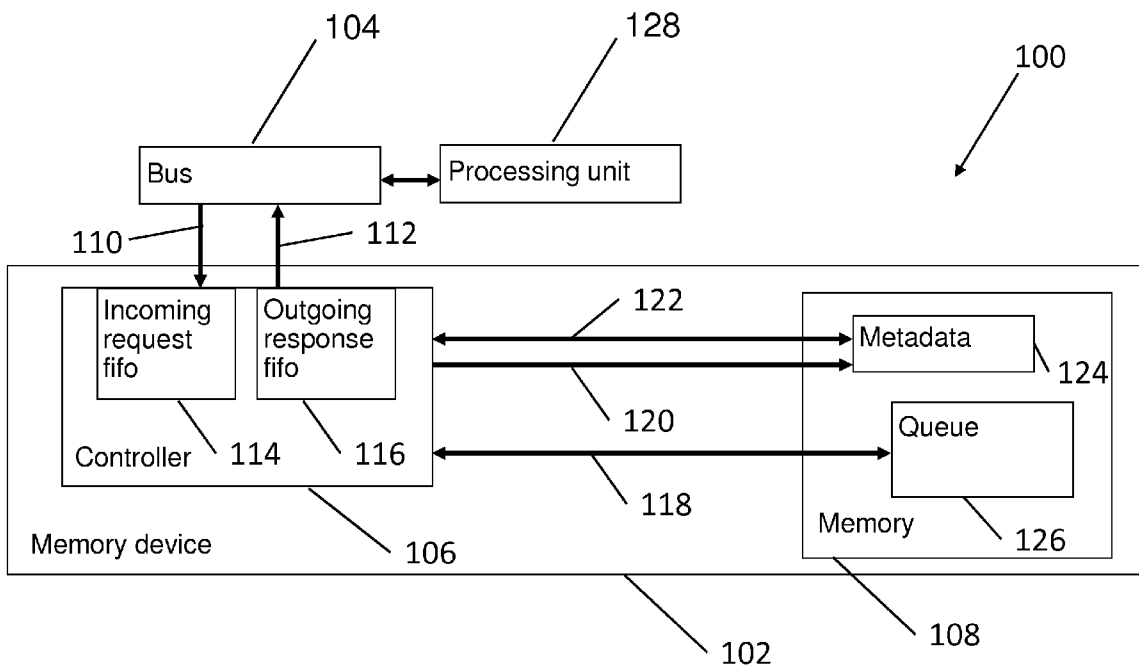 104
128
100
Bus
Processing unit
110
112
Incoming
request
fifo
Outgoing
response
fifo
122
Metadata
124
120
Queue
Controller
114
116
118
Memory
126
Memory device
106
108
102